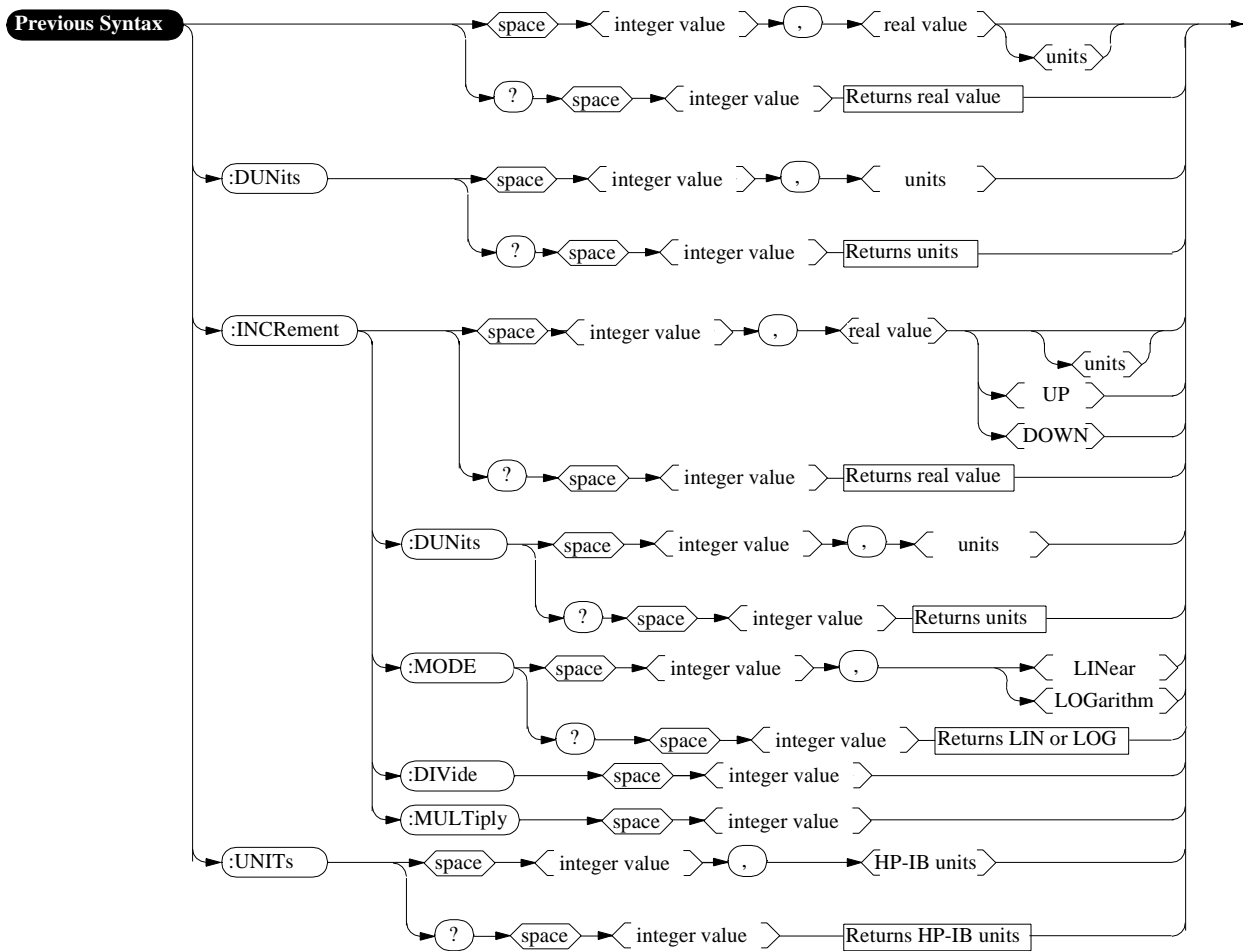 Previous Syntax space integer value , real value
units
? space integer value Returns real value
:DUNits space integer value , units
? space integer value Returns units
:INCRement space integer value , real value
units
UP
DOWN
? space integer value Returns real value
:DUNits space integer value , units
? space integer value Returns units
:MODE space integer value , LINear
LOGarithm
? space integer value Returns LIN or LOG
:DIVide space integer value
:MULTiply space integer value
:UNITs space integer value , HP-IB units
? space integer value Returns HP-IB units